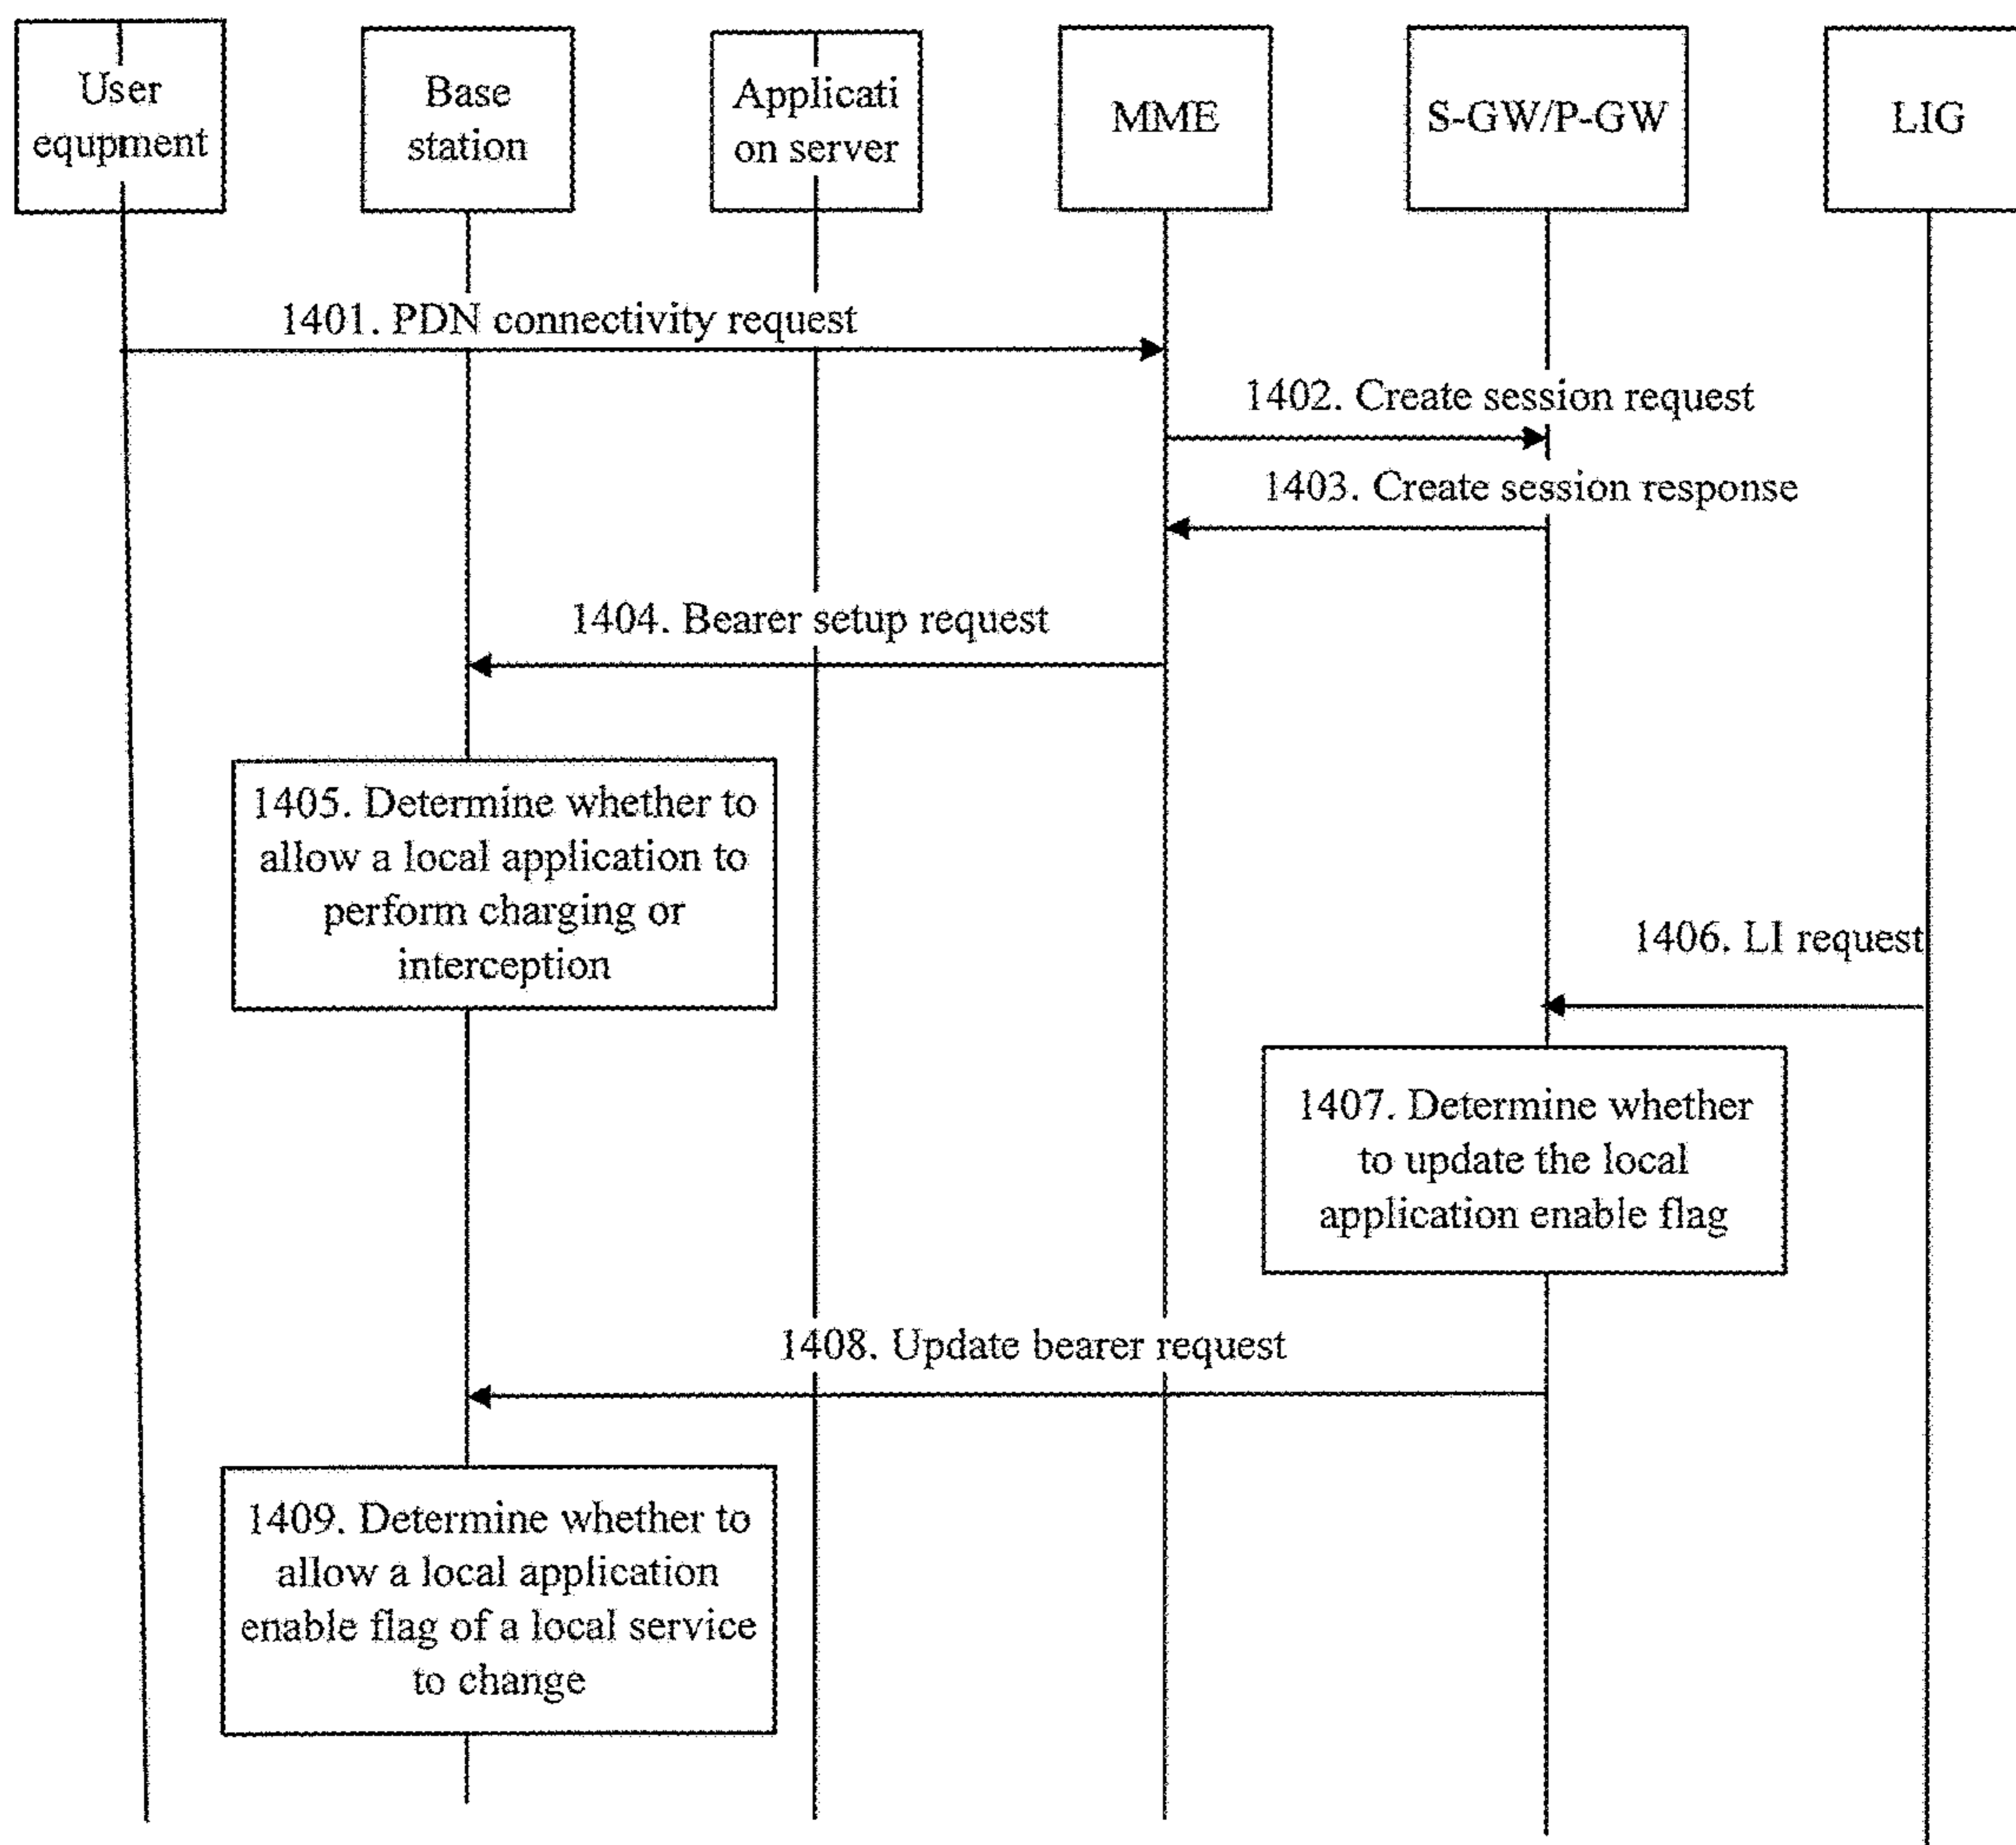 User
equpment
Base
station
Applicati
on server
MME
S-GW/P-GW
LIG
1401. PDN connectivity request
1402. Create session request
1403. Create session response
1404. Bearer setup request
1405. Determine whether to
allow a local application to
perform charging or
interception
1406. LI request
1407. Determine whether
to update the local
application enable flag
1408. Update bearer request
1409. Determine whether to
allow a local application
enable flag of a local service
to change